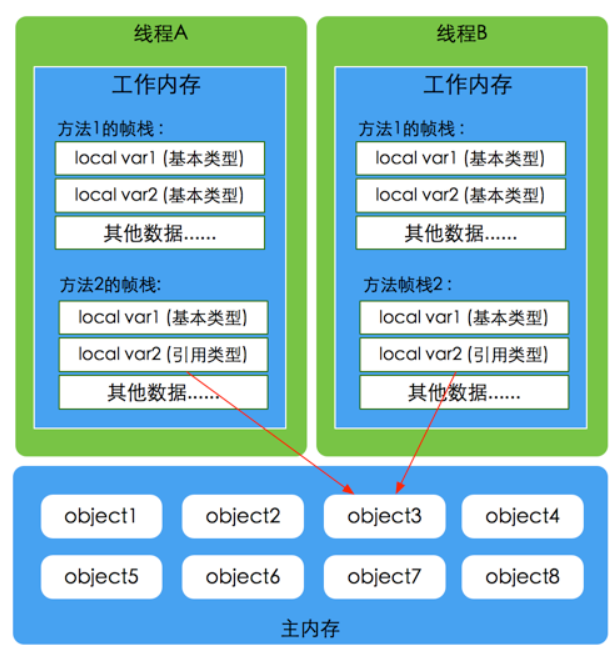 线程A
工作内存
方法1的帧栈：
local var1 (基本类型)
local var2 (基本类型)
其他数据......
方法2的帧栈:
local var1 (基本类型)
local var2 (引用类型)
其他数据......
线程B
工作内存
方法1的帧栈：
local var1 (基本类型)
local var2 (基本类型)
其他数据......
方法帧栈2：
local var1 (基本类型)
local var2 (引用类型)
其他数据......
object1 object2 object3 object4
object5 object6 object7 object8
主内存